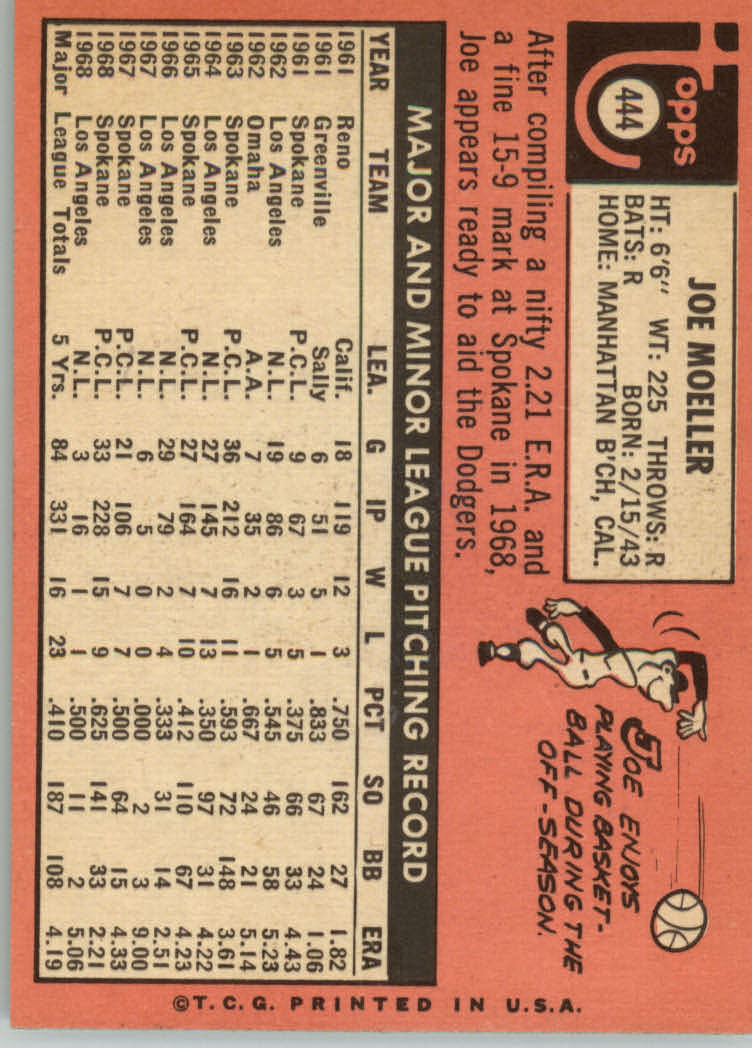 Topps
444
JOE MOELLER
HT: 6'6" WT: 225 THROWS: R
BATS: R BORN: 2/15/43
HOME: MANHATTAN B'CH, CAL.
After compiling a nifty 2.21 E.R.A. and
a fine 15-9 mark at Spokane in 1968,
Joe appears ready to aid the Dodgers.
JOE ENJOYS
PLAYING BASKET-
BALL DURING THE
OFF-SEASON.
MAJOR AND MINOR LEAGUE PITCHING RECORD
YEAR TEAM LEA. G IP W L PCT SO BB ERA
1961 Reno Calif. 18 119 12 3 .750 162 27 1.82
1961 Greenville Sally 6 51 5 1 .833 67 24 1.06
1961 Spokane P.C.L. 9 67 3 5 .375 66 33 4.43
1962 Los Angeles N.L. 19 86 6 5 .545 46 58 5.23
1962 Omaha A.A. 7 35 2 1 .667 24 21 5.14
1963 Spokane P.C.L. 36 212 16 11 .593 72 148 3.61
1964 Los Angeles N.L. 27 145 7 13 .350 97 31 4.22
1965 Spokane P.C.L. 27 164 7 10 .412 110 67 4.23
1966 Los Angeles N.L. 29 79 2 4 .333 31 14 2.51
1967 Los Angeles N.L. 6 5 0 0 .000 2 3 9.00
1967 Spokane P.C.L. 21 106 7 7 .500 64 15 4.33
1968 Spokane P.C.L. 33 228 15 9 .625 141 33 2.21
1968 Los Angeles N.L. 3 16 1 1 .500 11 2 5.06
Major League Totals 5 Yrs. 84 331 16 23 .410 187 108 4.19
©T.C.G. PRINTED IN U.S.A.